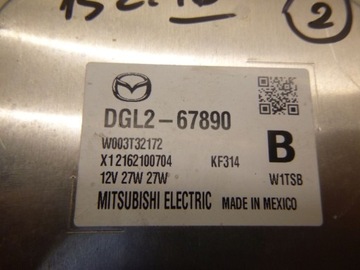 2
DGL2-67890
W003T32172
X12162100704 KF314
B
12V 27W 27W W1TSB
MITSUBISHI ELECTRIC MADE IN MEXICO